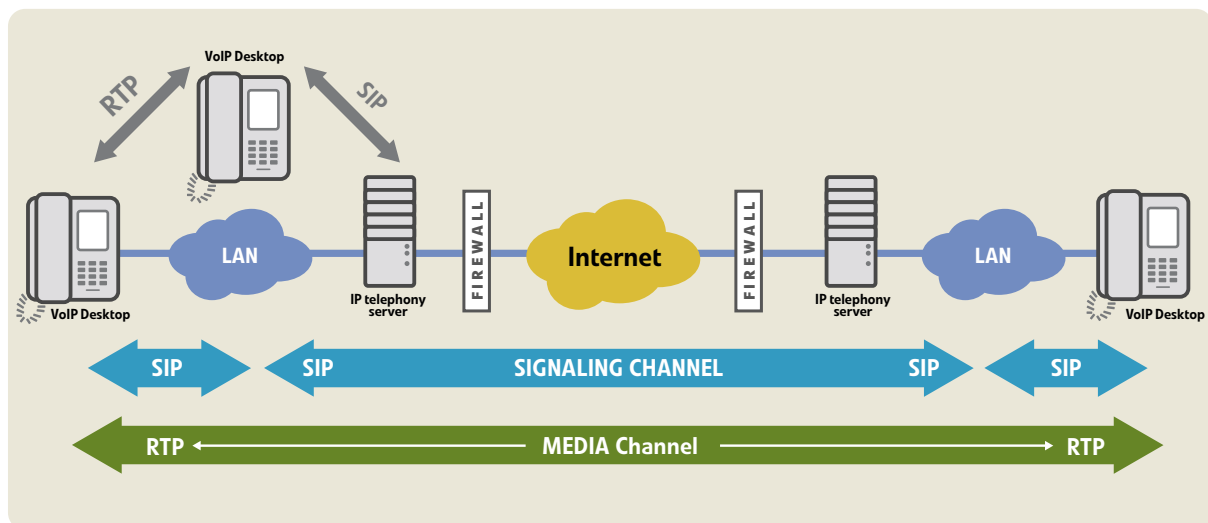 VoIP Desktop
RTP
SIP
LAN
FIREWALL
Internet
FIREWALL
LAN
VoIP Desktop
IP telephony
server
IP telephony
server
VoIP Desktop
SIP
SIP SIGNALING CHANNEL SIP
SIP
RTP MEDIA Channel RTP